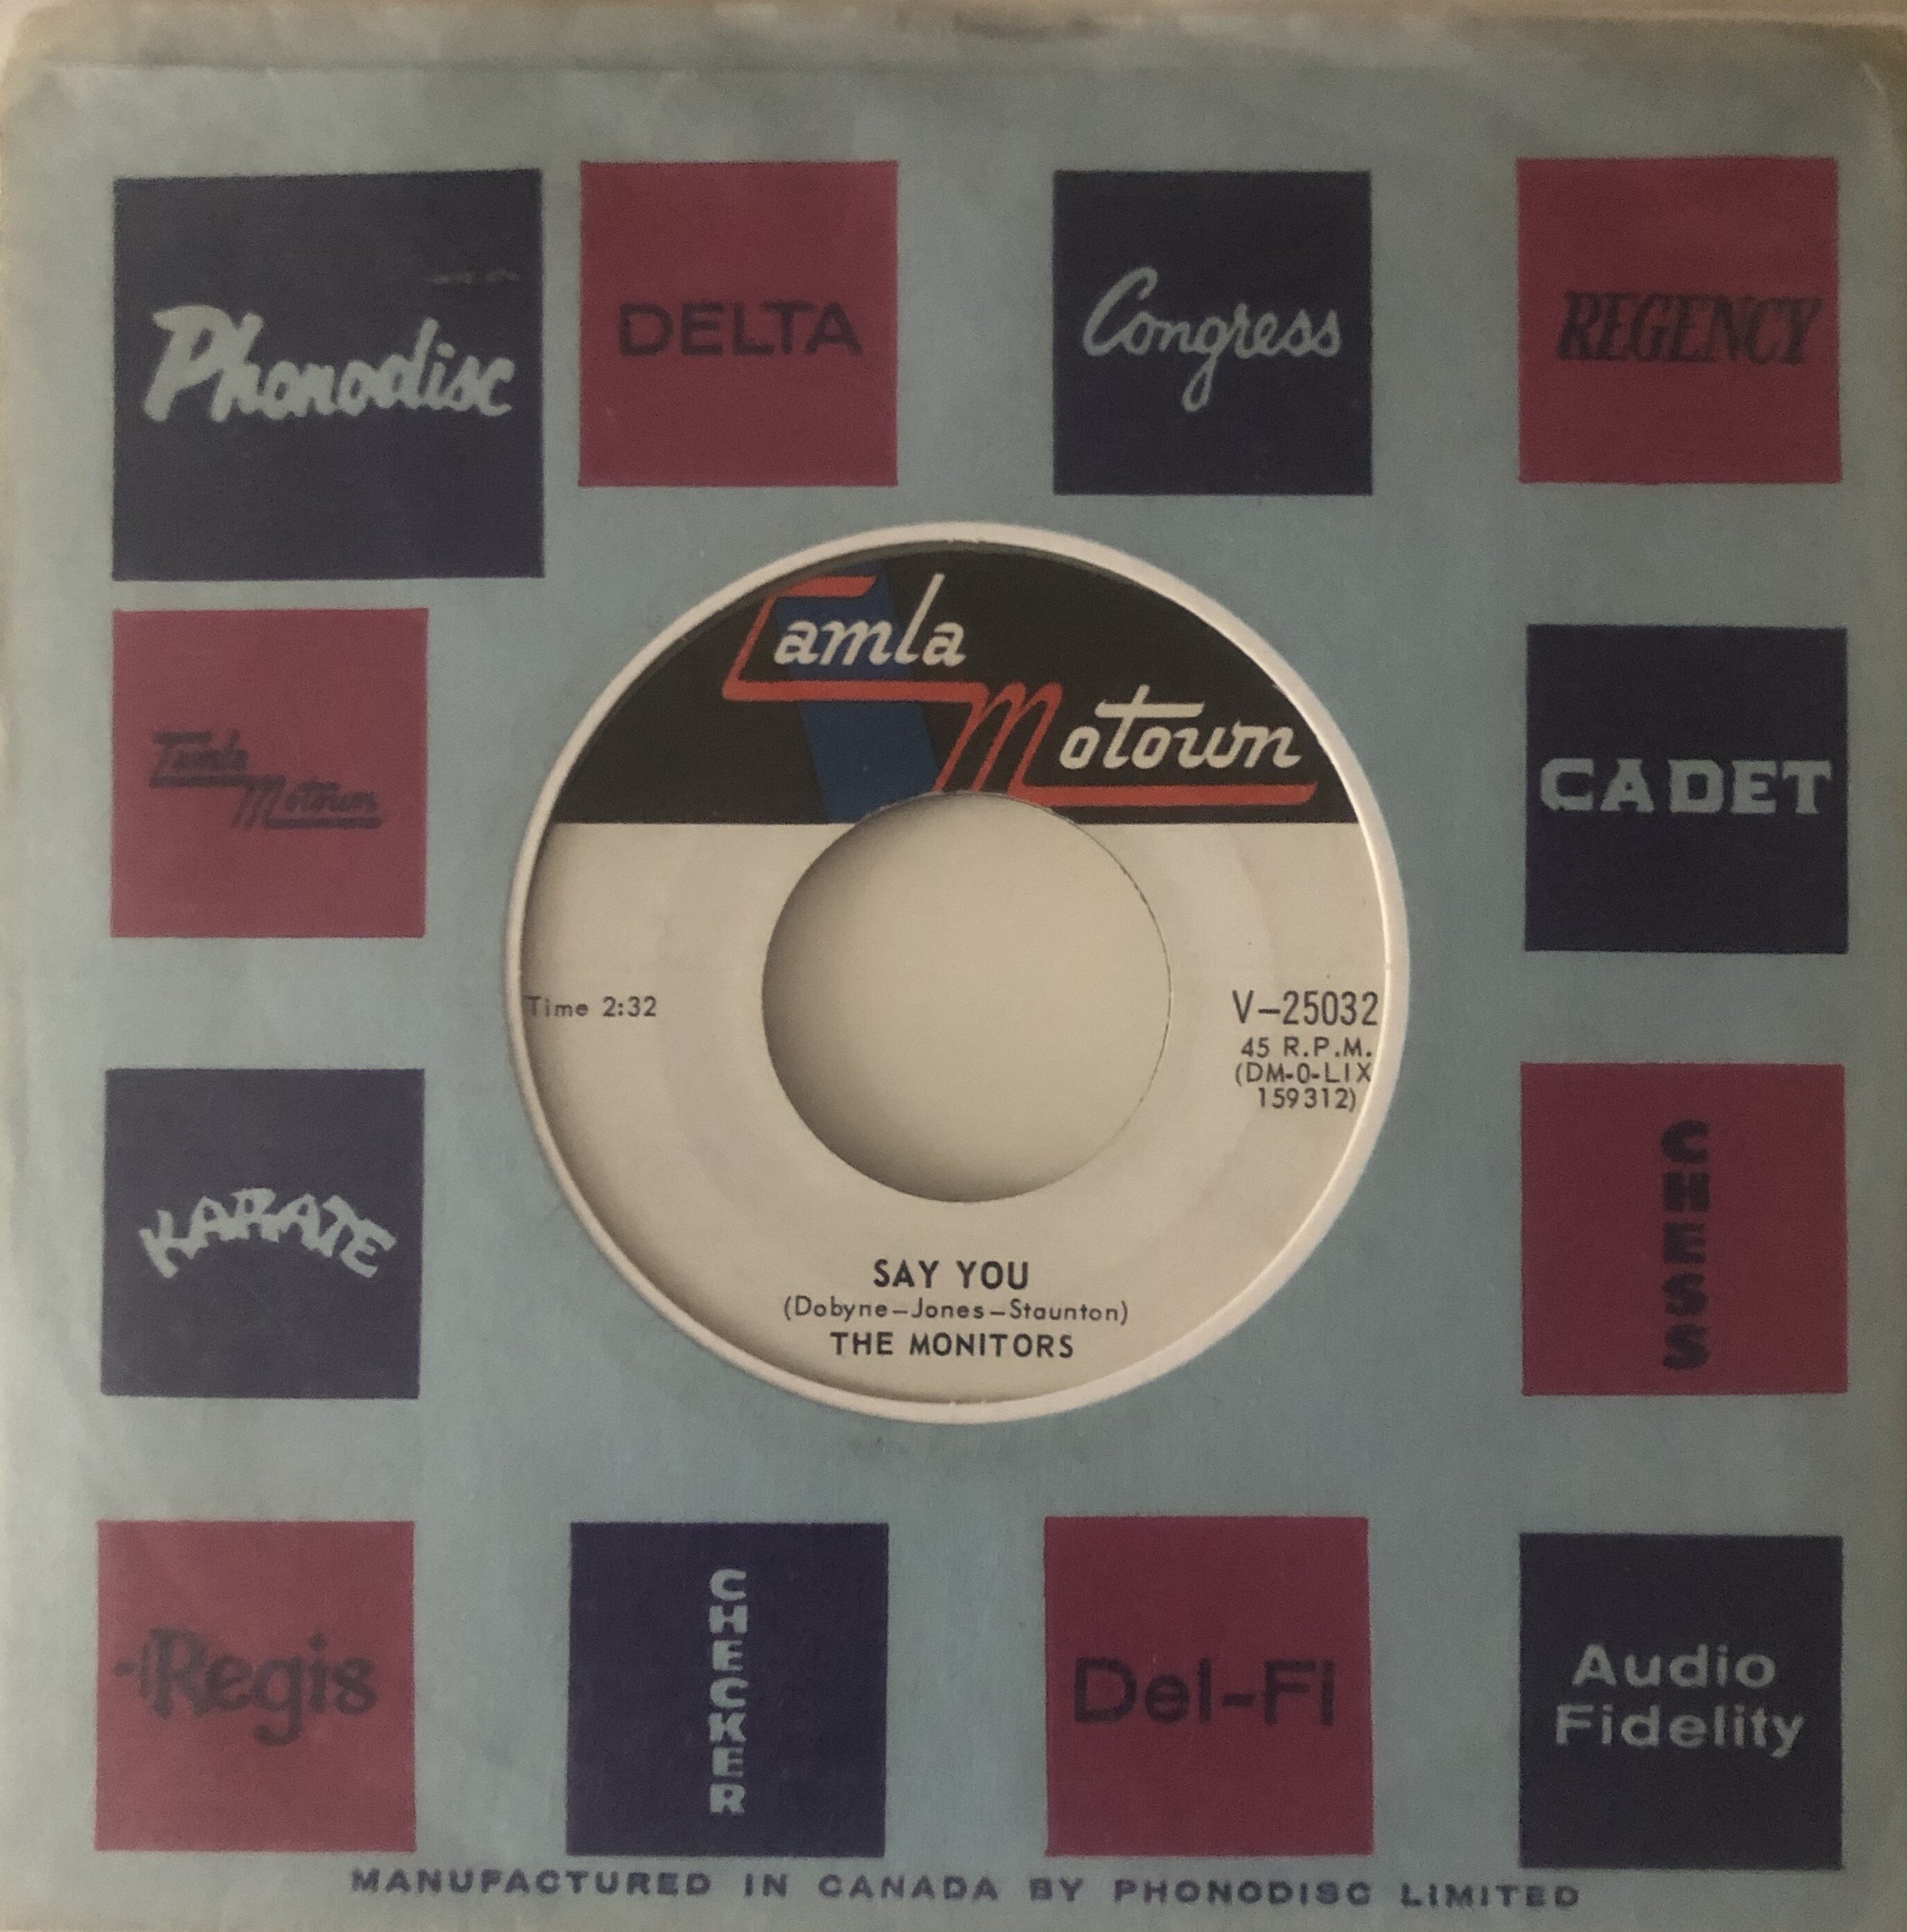 Phonodisc
DELTA
Congress
REGENCY
Tamla
Motown
Tamla
Motown
CADET
Time 2:32
V-25032
45 R.P.M.
(DM-0-LIX
159312)
KARATE
CHESS
SAY YOU
(Dobyne-Jones-Staunton)
THE MONITORS
Regis
CHECKER
Del-Fi
Audio
Fidelity
MANUFACTURED IN CANADA BY PHONODISC LIMITED